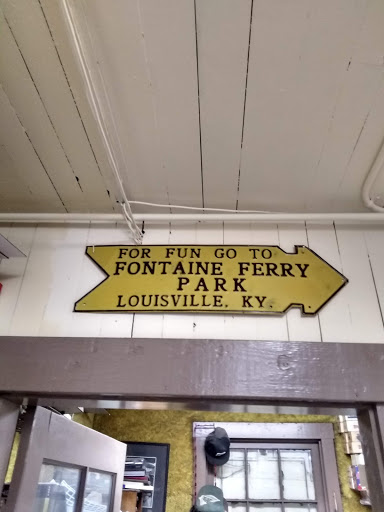 FOR FUN GO TO
FONTAINE FERRY
PARK
LOUISVILLE, KY.